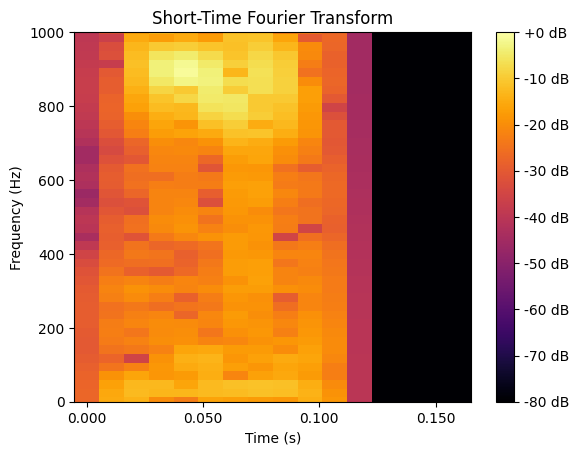 Short-Time Fourier Transform
1000
800
600
400
200
0
Frequency (Hz)
0.000
0.050
0.100
0.150
Time (s)
+0 dB
-10 dB
-20 dB
-30 dB
-40 dB
-50 dB
-60 dB
-70 dB
-80 dB